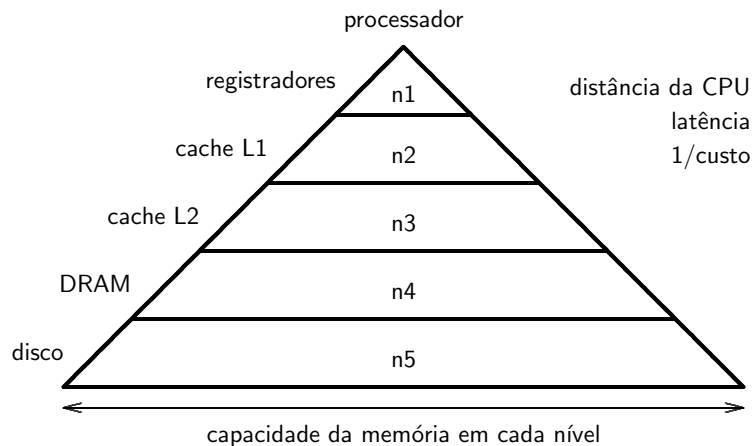 processador
registradores
n1
distância da CPU
latência
1/custo
cache L1
n2
cache L2
n3
DRAM
n4
disco
n5
capacidade da memória em cada nível